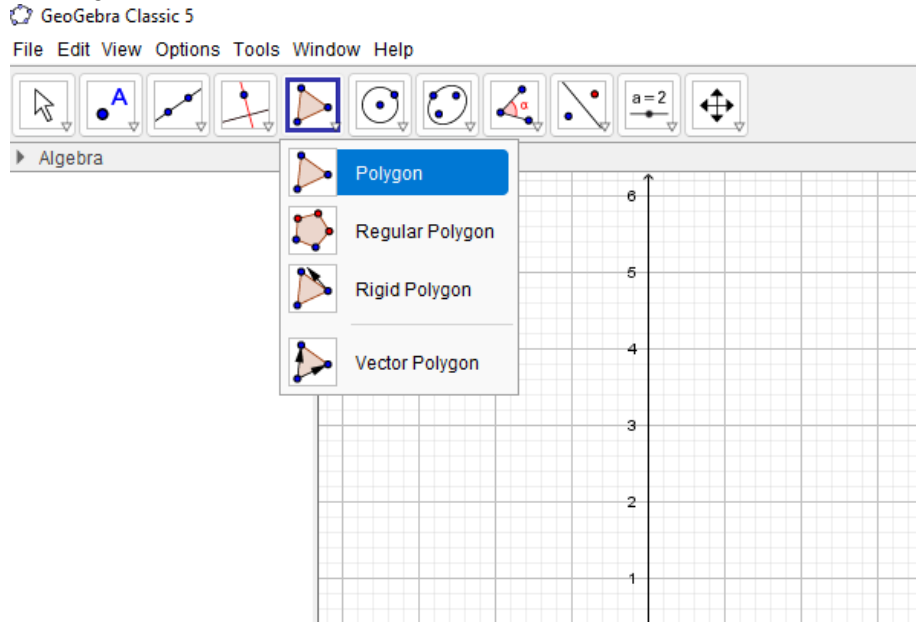 GeoGebra Classic 5
File Edit View Options Tools Window Help
A
α
a=2
Algebra
Polygon
Regular Polygon
Rigid Polygon
Vector Polygon
6
5
4
3
2
1